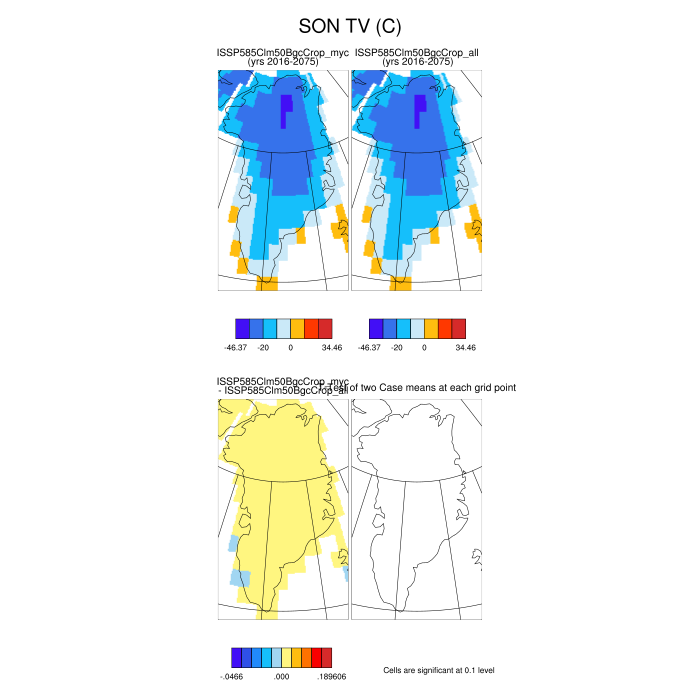 SON TV (C)
ISSP585Clm50BgcCrop_myc
(yrs 2016-2075)
ISSP585Clm50BgcCrop_all
(yrs 2016-2075)
-46.37 -20 0 34.46
-46.37 -20 0 34.46
ISSP585Clm50BgcCrop_myc
- ISSP585Clm50BgcCrop_all
T-Test of two Case means at each grid point
-.0466 .000 .189606
Cells are significant at 0.1 level